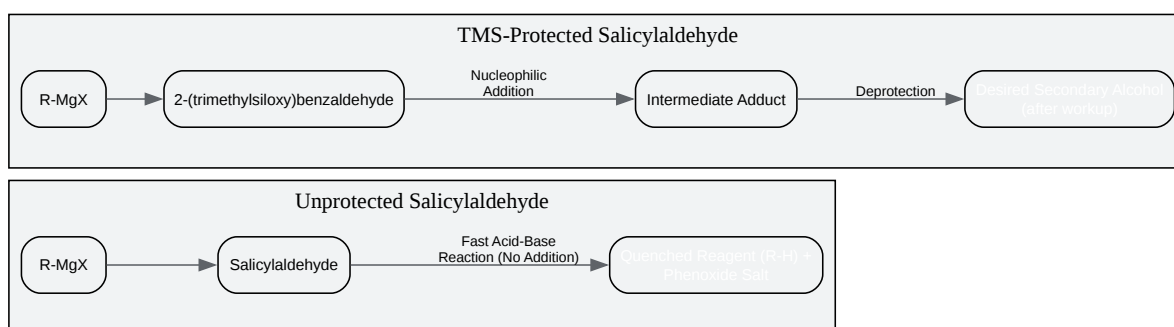 TMS-Protected Salicylaldehyde
R-MgX
2-(trimethylsiloxy)benzaldehyde
Nucleophilic
Addition
Intermediate Adduct
Deprotection
Desired Secondary Alcohol
(after workup)
Unprotected Salicylaldehyde
R-MgX
Salicylaldehyde
Fast Acid-Base
Reaction (No Addition)
Quenched Reagent (R-H) +
Phenoxide Salt